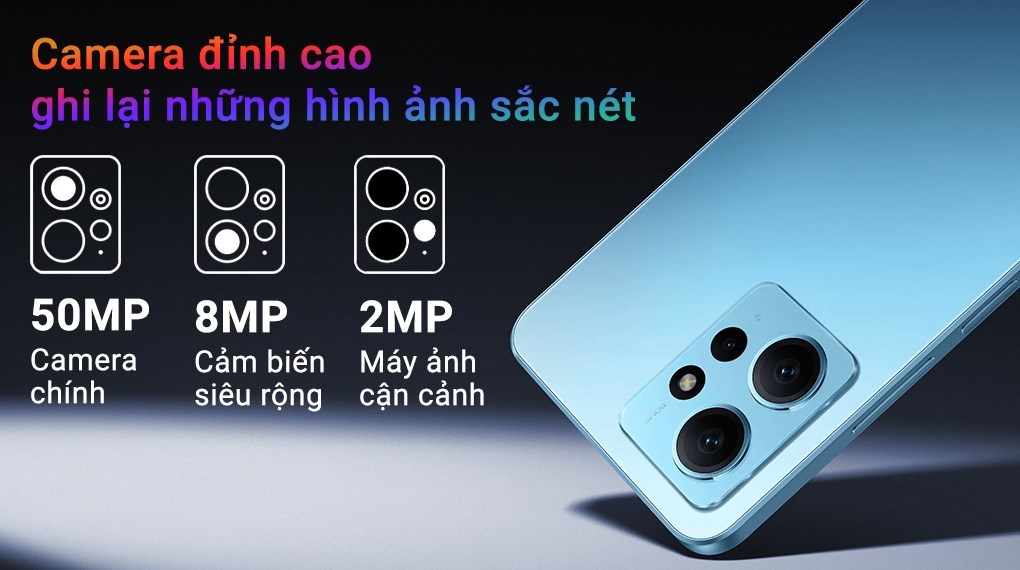 Camera đỉnh cao
ghi lại những hình ảnh sắc nét
50MP
Camera
chính
8MP
Cảm biến
siêu rộng
2MP
Máy ảnh
cận cảnh